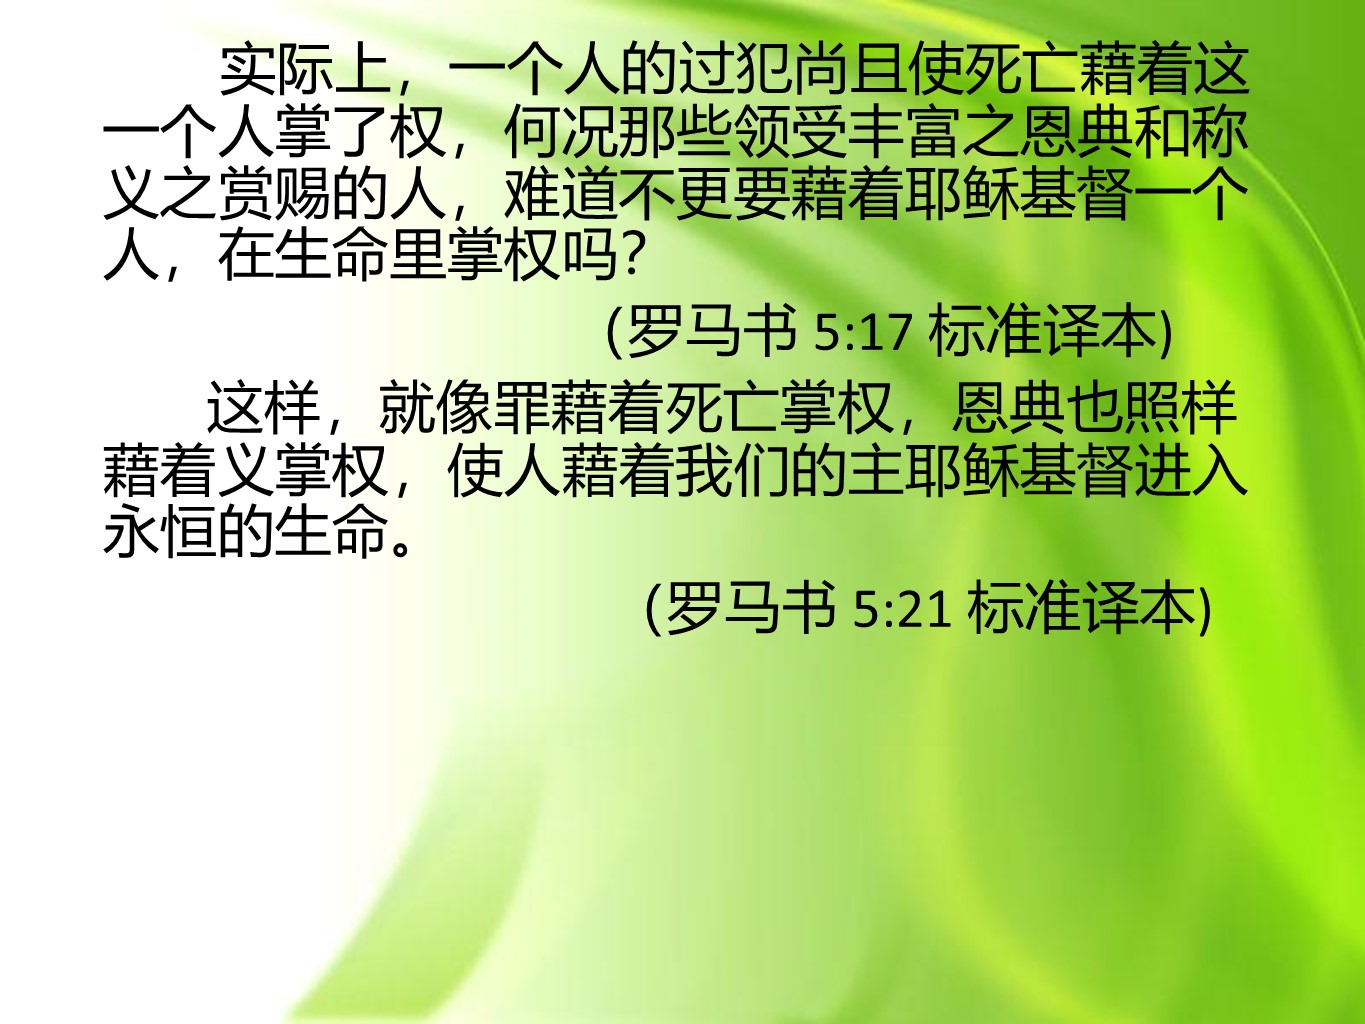 实际上，一个人的过犯尚且使死亡藉着这
一个人掌了权，何况那些领受丰富之恩典和称
义之赏赐的人，难道不更要藉着耶稣基督一个
人，在生命里掌权吗？
（罗马书 5:17 标准译本)
这样，就像罪藉着死亡掌权，恩典也照样
藉着义掌权，使人藉着我们的主耶稣基督进入
永恒的生命。
（罗马书 5:21 标准译本)